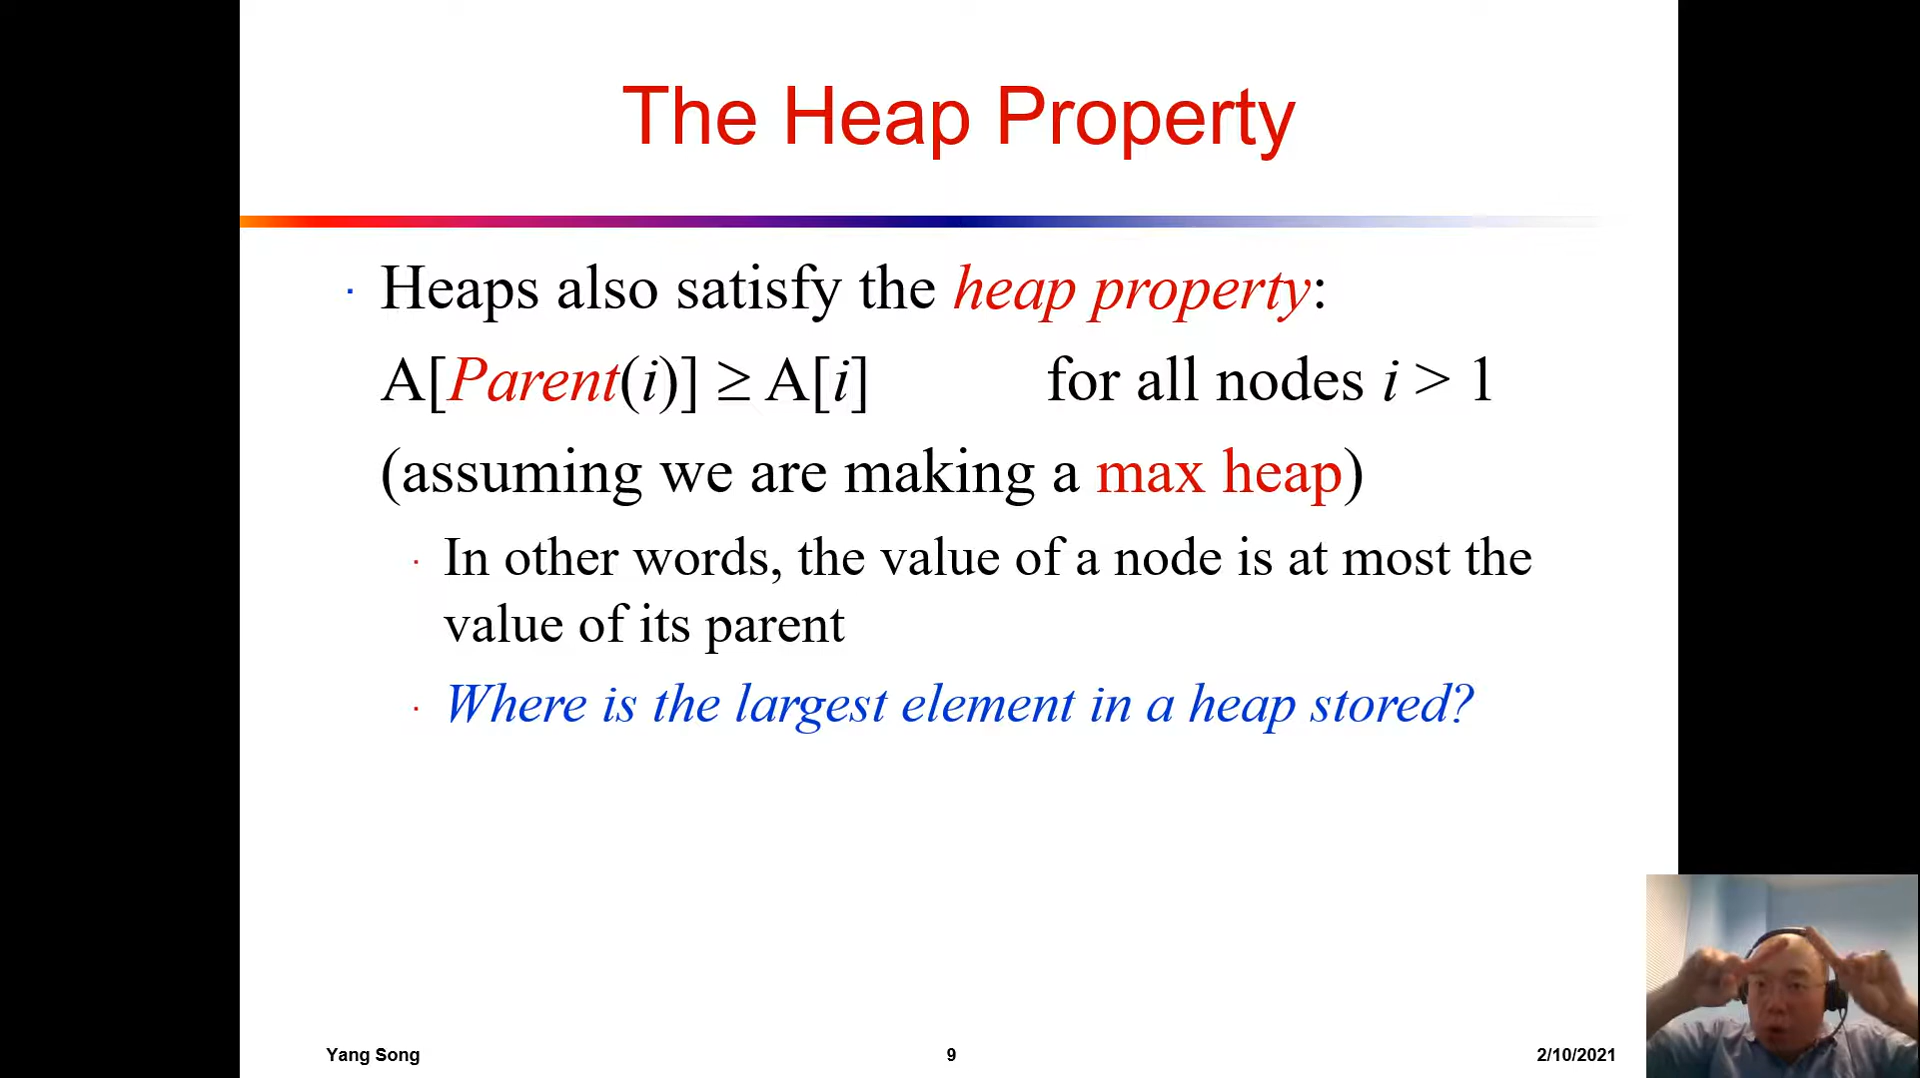 The Heap Property
· Heaps also satisfy the heap property:
A[Parent(i)] ≥ A[i] for all nodes i > 1
(assuming we are making a max heap)
· In other words, the value of a node is at most the
value of its parent
· Where is the largest element in a heap stored?
Yang Song 9 2/10/2021